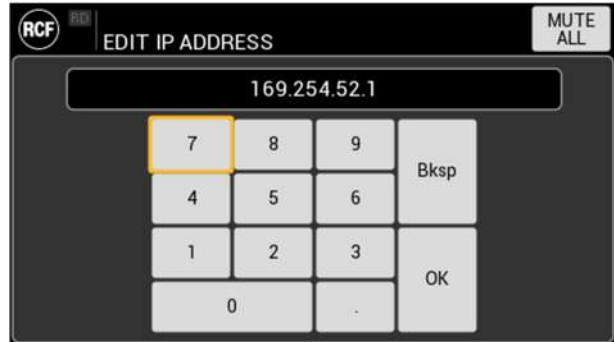 RCF
RD
EDIT IP ADDRESS
MUTE
ALL
169.254.52.1
7 8 9
Bksp
4 5 6
1 2 3
OK
0 .